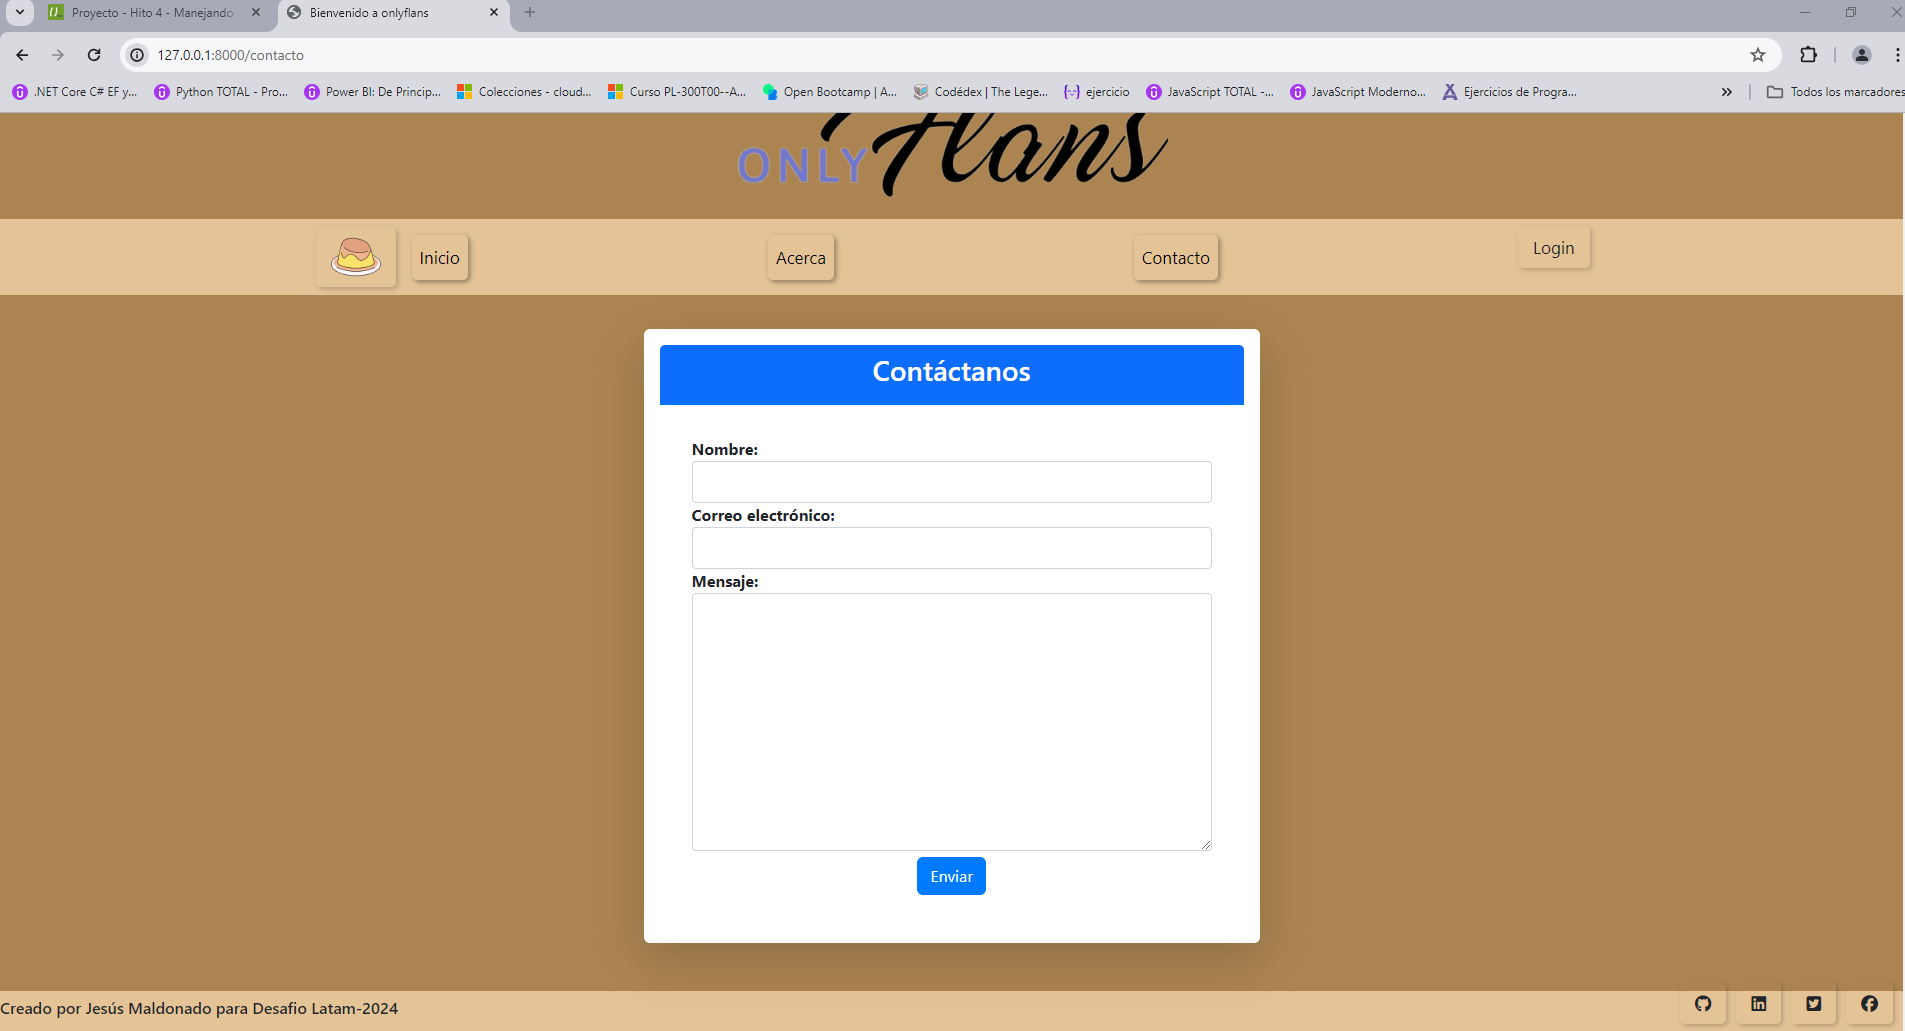 Proyecto - Hito 4 - Manejando
Bienvenido a onlyflans
127.0.0.1:8000/contacto
.NET Core C# EF y...
Python TOTAL - Pro...
Power BI: De Princip...
Colecciones - cloud...
Curso PL-300T00--A...
Open Bootcamp | A...
Codédex | The Lege...
ejercicio
JavaScript TOTAL -...
JavaScript Moderno...
Ejercicios de Progra...
Todos los marcadores
ONLY Flans
Inicio
Acerca
Contacto
Login
Contáctanos
Nombre:
Correo electrónico:
Mensaje:
Enviar
Creado por Jesús Maldonado para Desafio Latam-2024